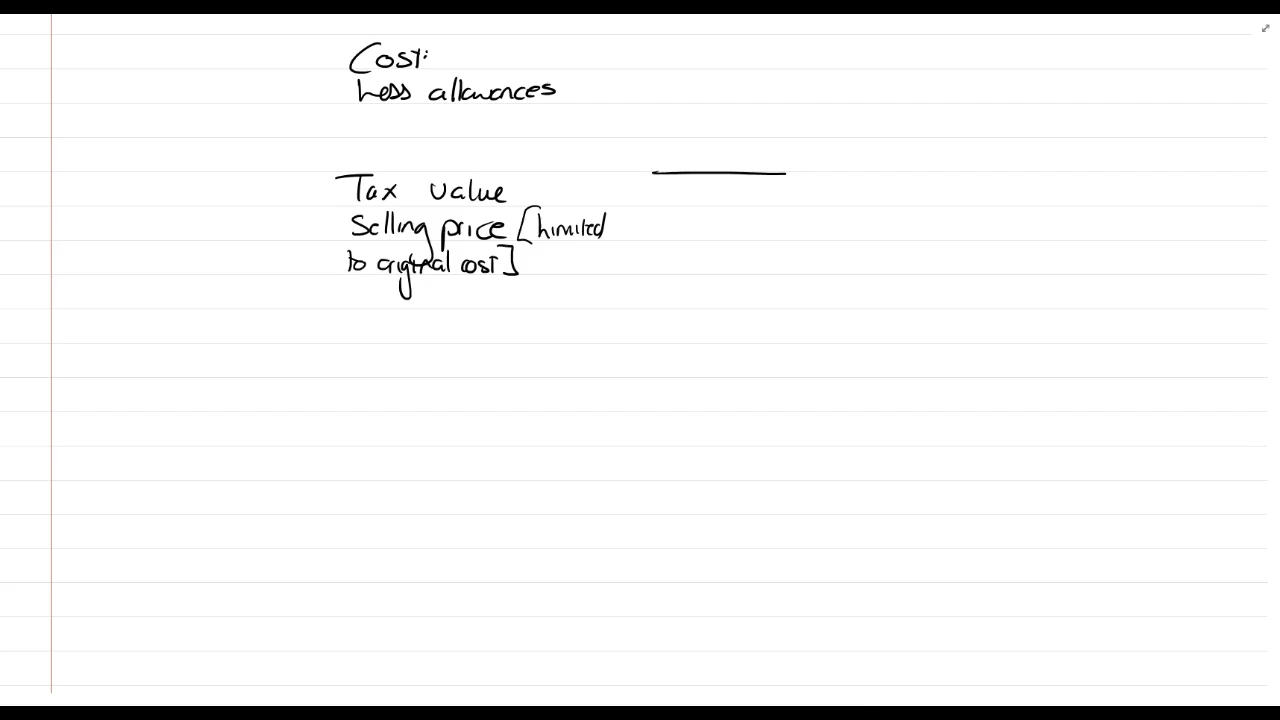 Cost:
Less allowances
Tax value
Selling price [Limited
to original cost]